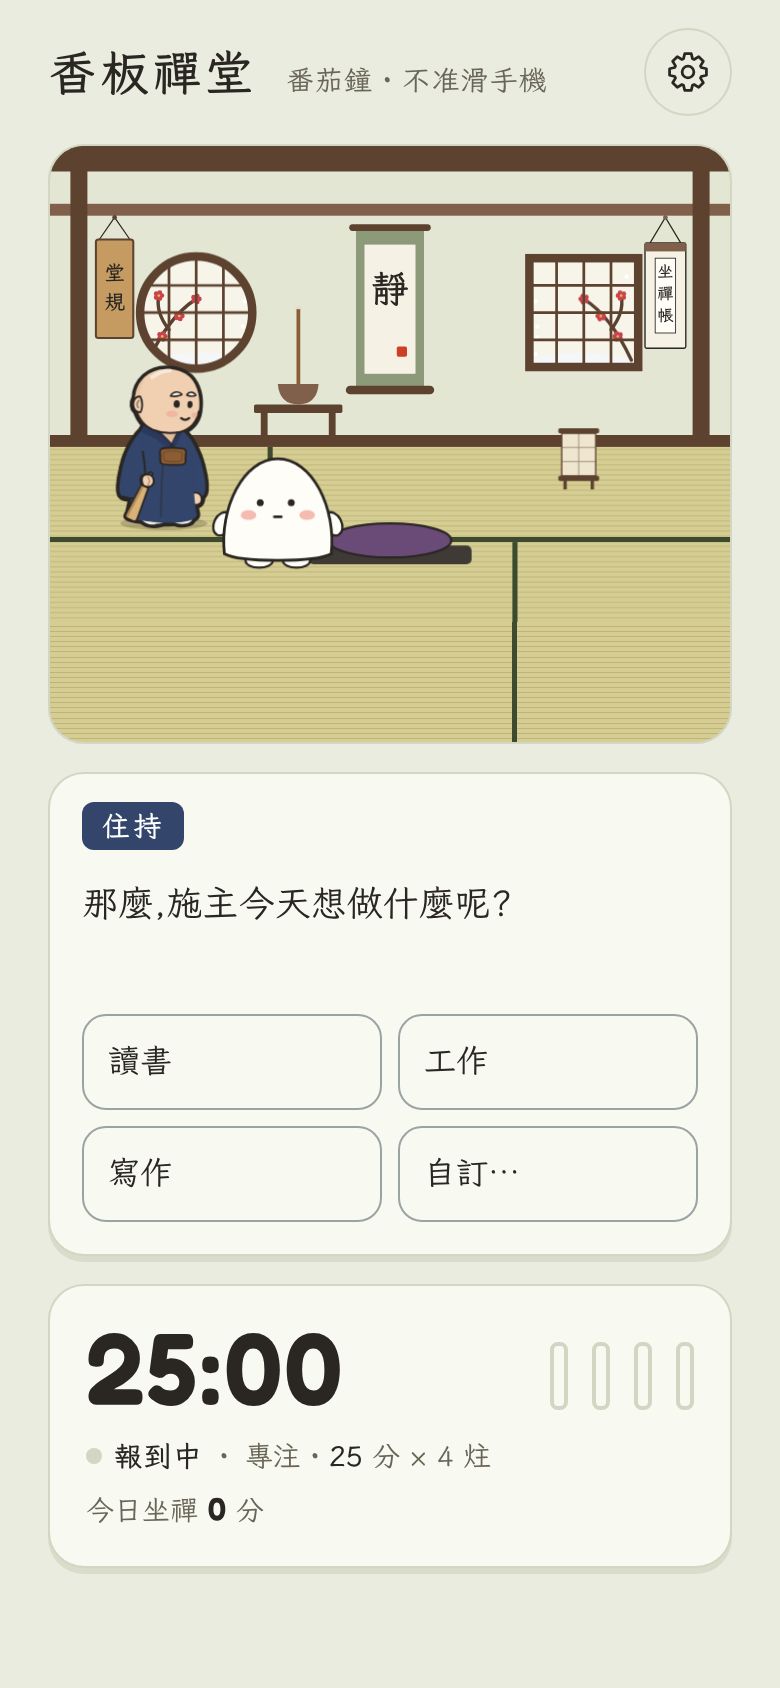 香板禪堂 番茄鐘・不准滑手機
堂規
靜
坐禪帳
住持
那麼,施主今天想做什麼呢?
讀書
工作
寫作
自訂…
25:00
報到中 ・ 專注・25 分 × 4 炷
今日坐禪 0 分